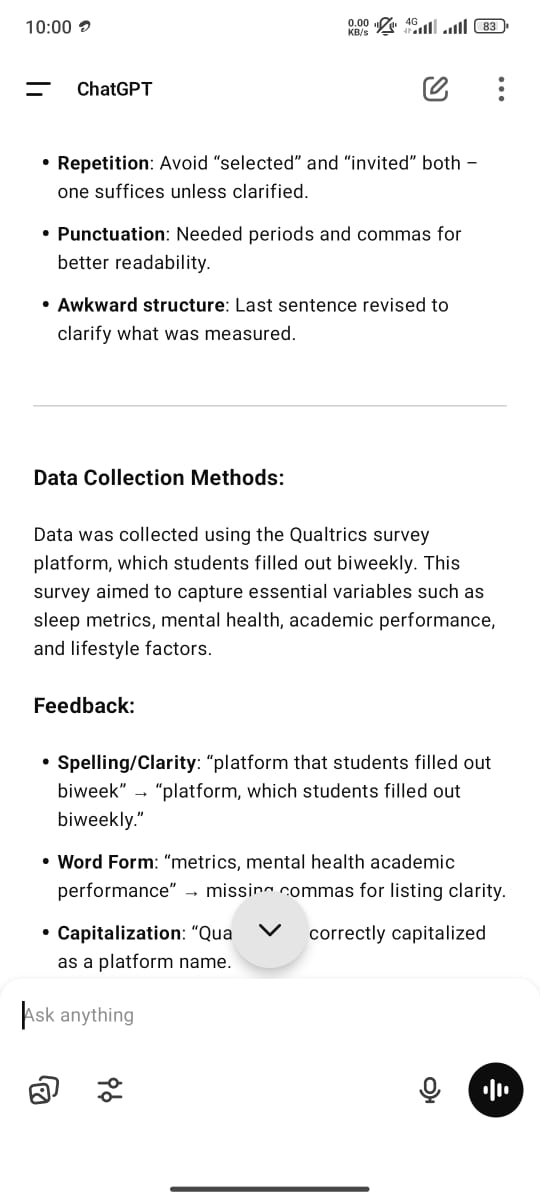 10:00
0.00 KB/s 4G 83
ChatGPT
• Repetition: Avoid “selected” and “invited” both –
one suffices unless clarified.
• Punctuation: Needed periods and commas for
better readability.
• Awkward structure: Last sentence revised to
clarify what was measured.
Data Collection Methods:
Data was collected using the Qualtrics survey
platform, which students filled out biweekly. This
survey aimed to capture essential variables such as
sleep metrics, mental health, academic performance,
and lifestyle factors.
Feedback:
• Spelling/Clarity: “platform that students filled out
biweek” → “platform, which students filled out
biweekly.”
• Word Form: “metrics, mental health academic
performance” → missing commas for listing clarity.
• Capitalization: “Qua correctly capitalized
as a platform name.
Ask anything